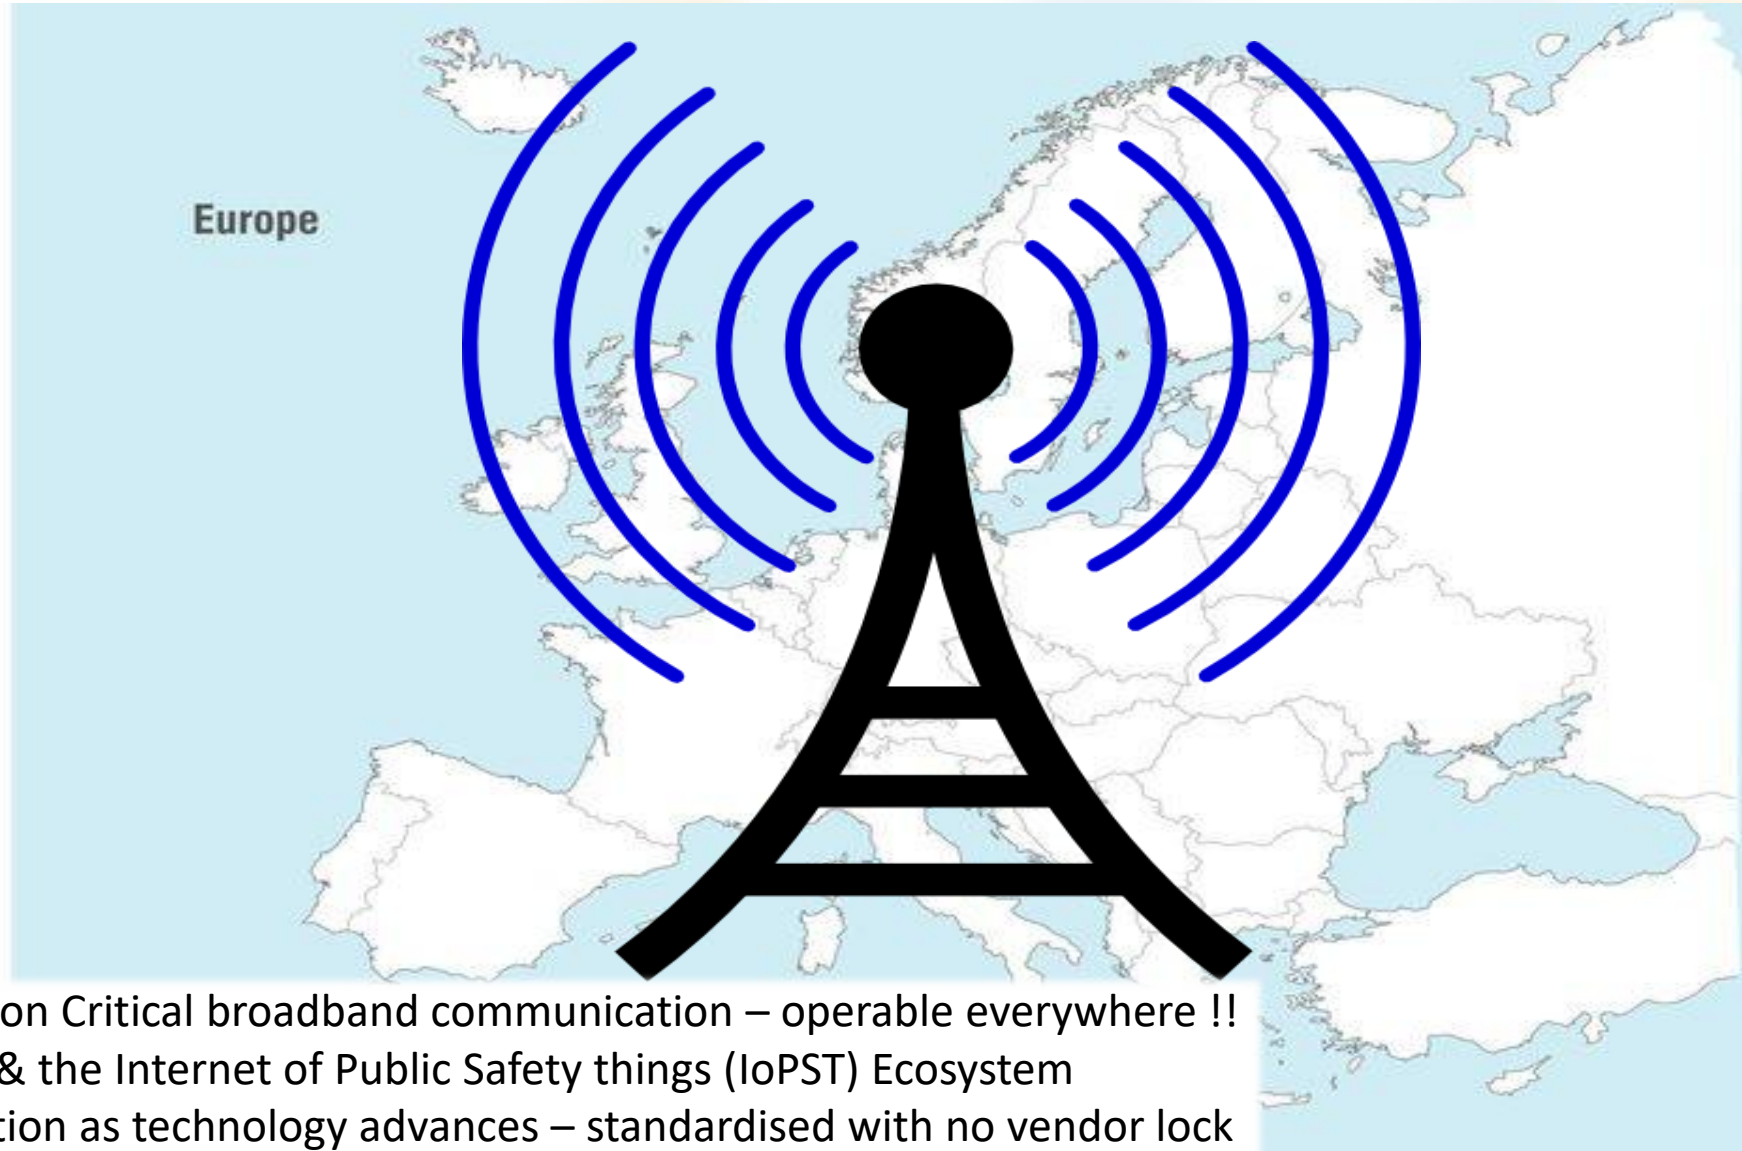 Europe
on Critical broadband communication – operable everywhere !!
& the Internet of Public Safety things (IoPST) Ecosystem
tion as technology advances – standardised with no vendor lock